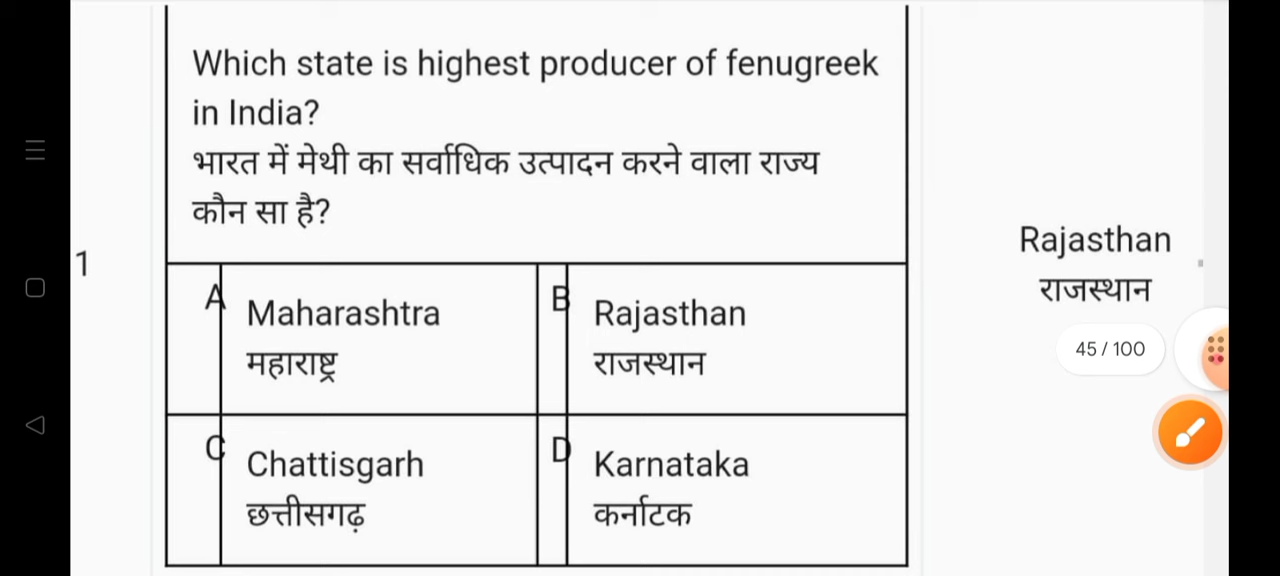 Which state is highest producer of fenugreek
in India?
भारत में मेथी का सर्वाधिक उत्पादन करने वाला राज्य
कौन सा है?
1
A
Maharashtra
महाराष्ट्र
B
Rajasthan
राजस्थान
C
Chattisgarh
छत्तीसगढ़
D
Karnataka
कर्नाटक
Rajasthan
राजस्थान
45 / 100